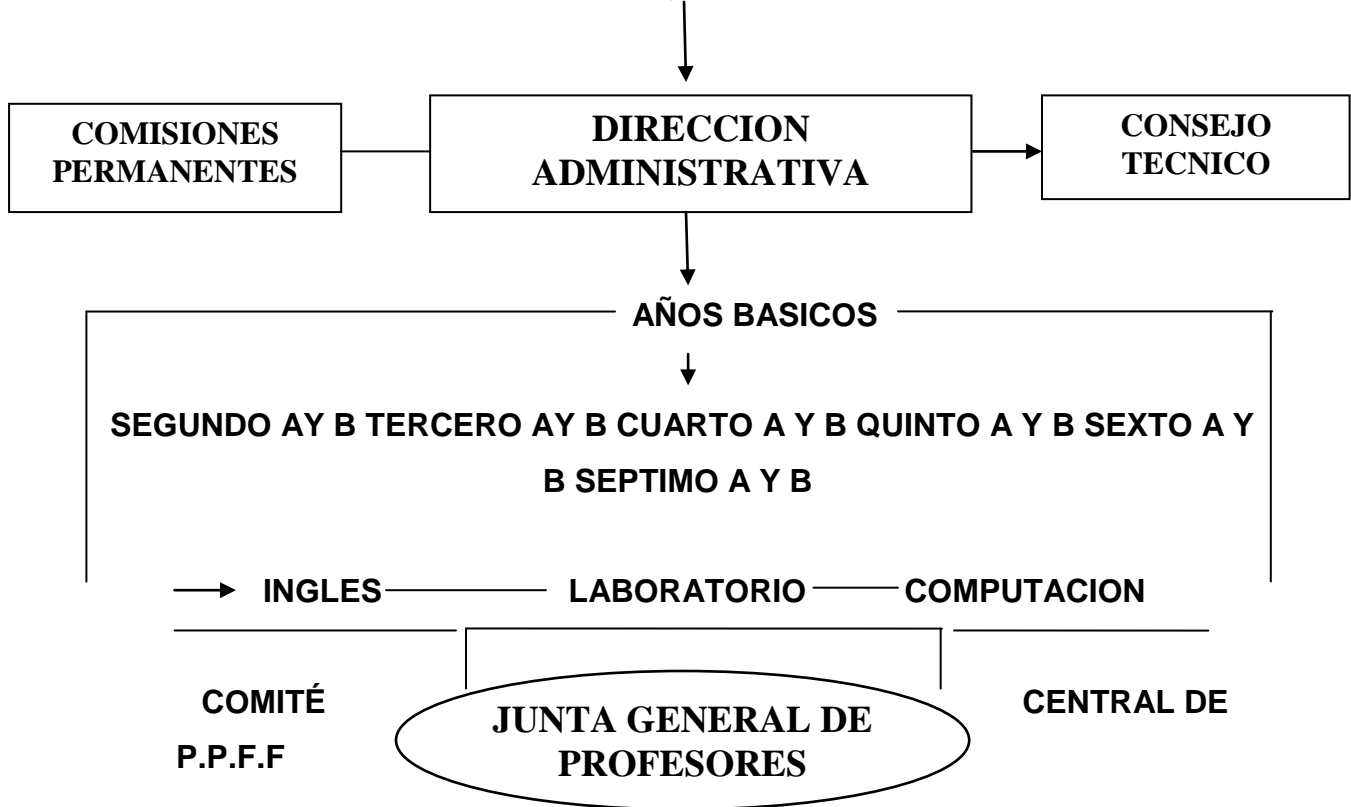 COMISIONES
PERMANENTES
DIRECCION
ADMINISTRATIVA
CONSEJO
TECNICO
AÑOS BASICOS
SEGUNDO AY B TERCERO AY B CUARTO A Y B QUINTO A Y B SEXTO A Y
B SEPTIMO A Y B
INGLES LABORATORIO COMPUTACION
COMITÉ CENTRAL DE
P.P.F.F
JUNTA GENERAL DE
PROFESORES